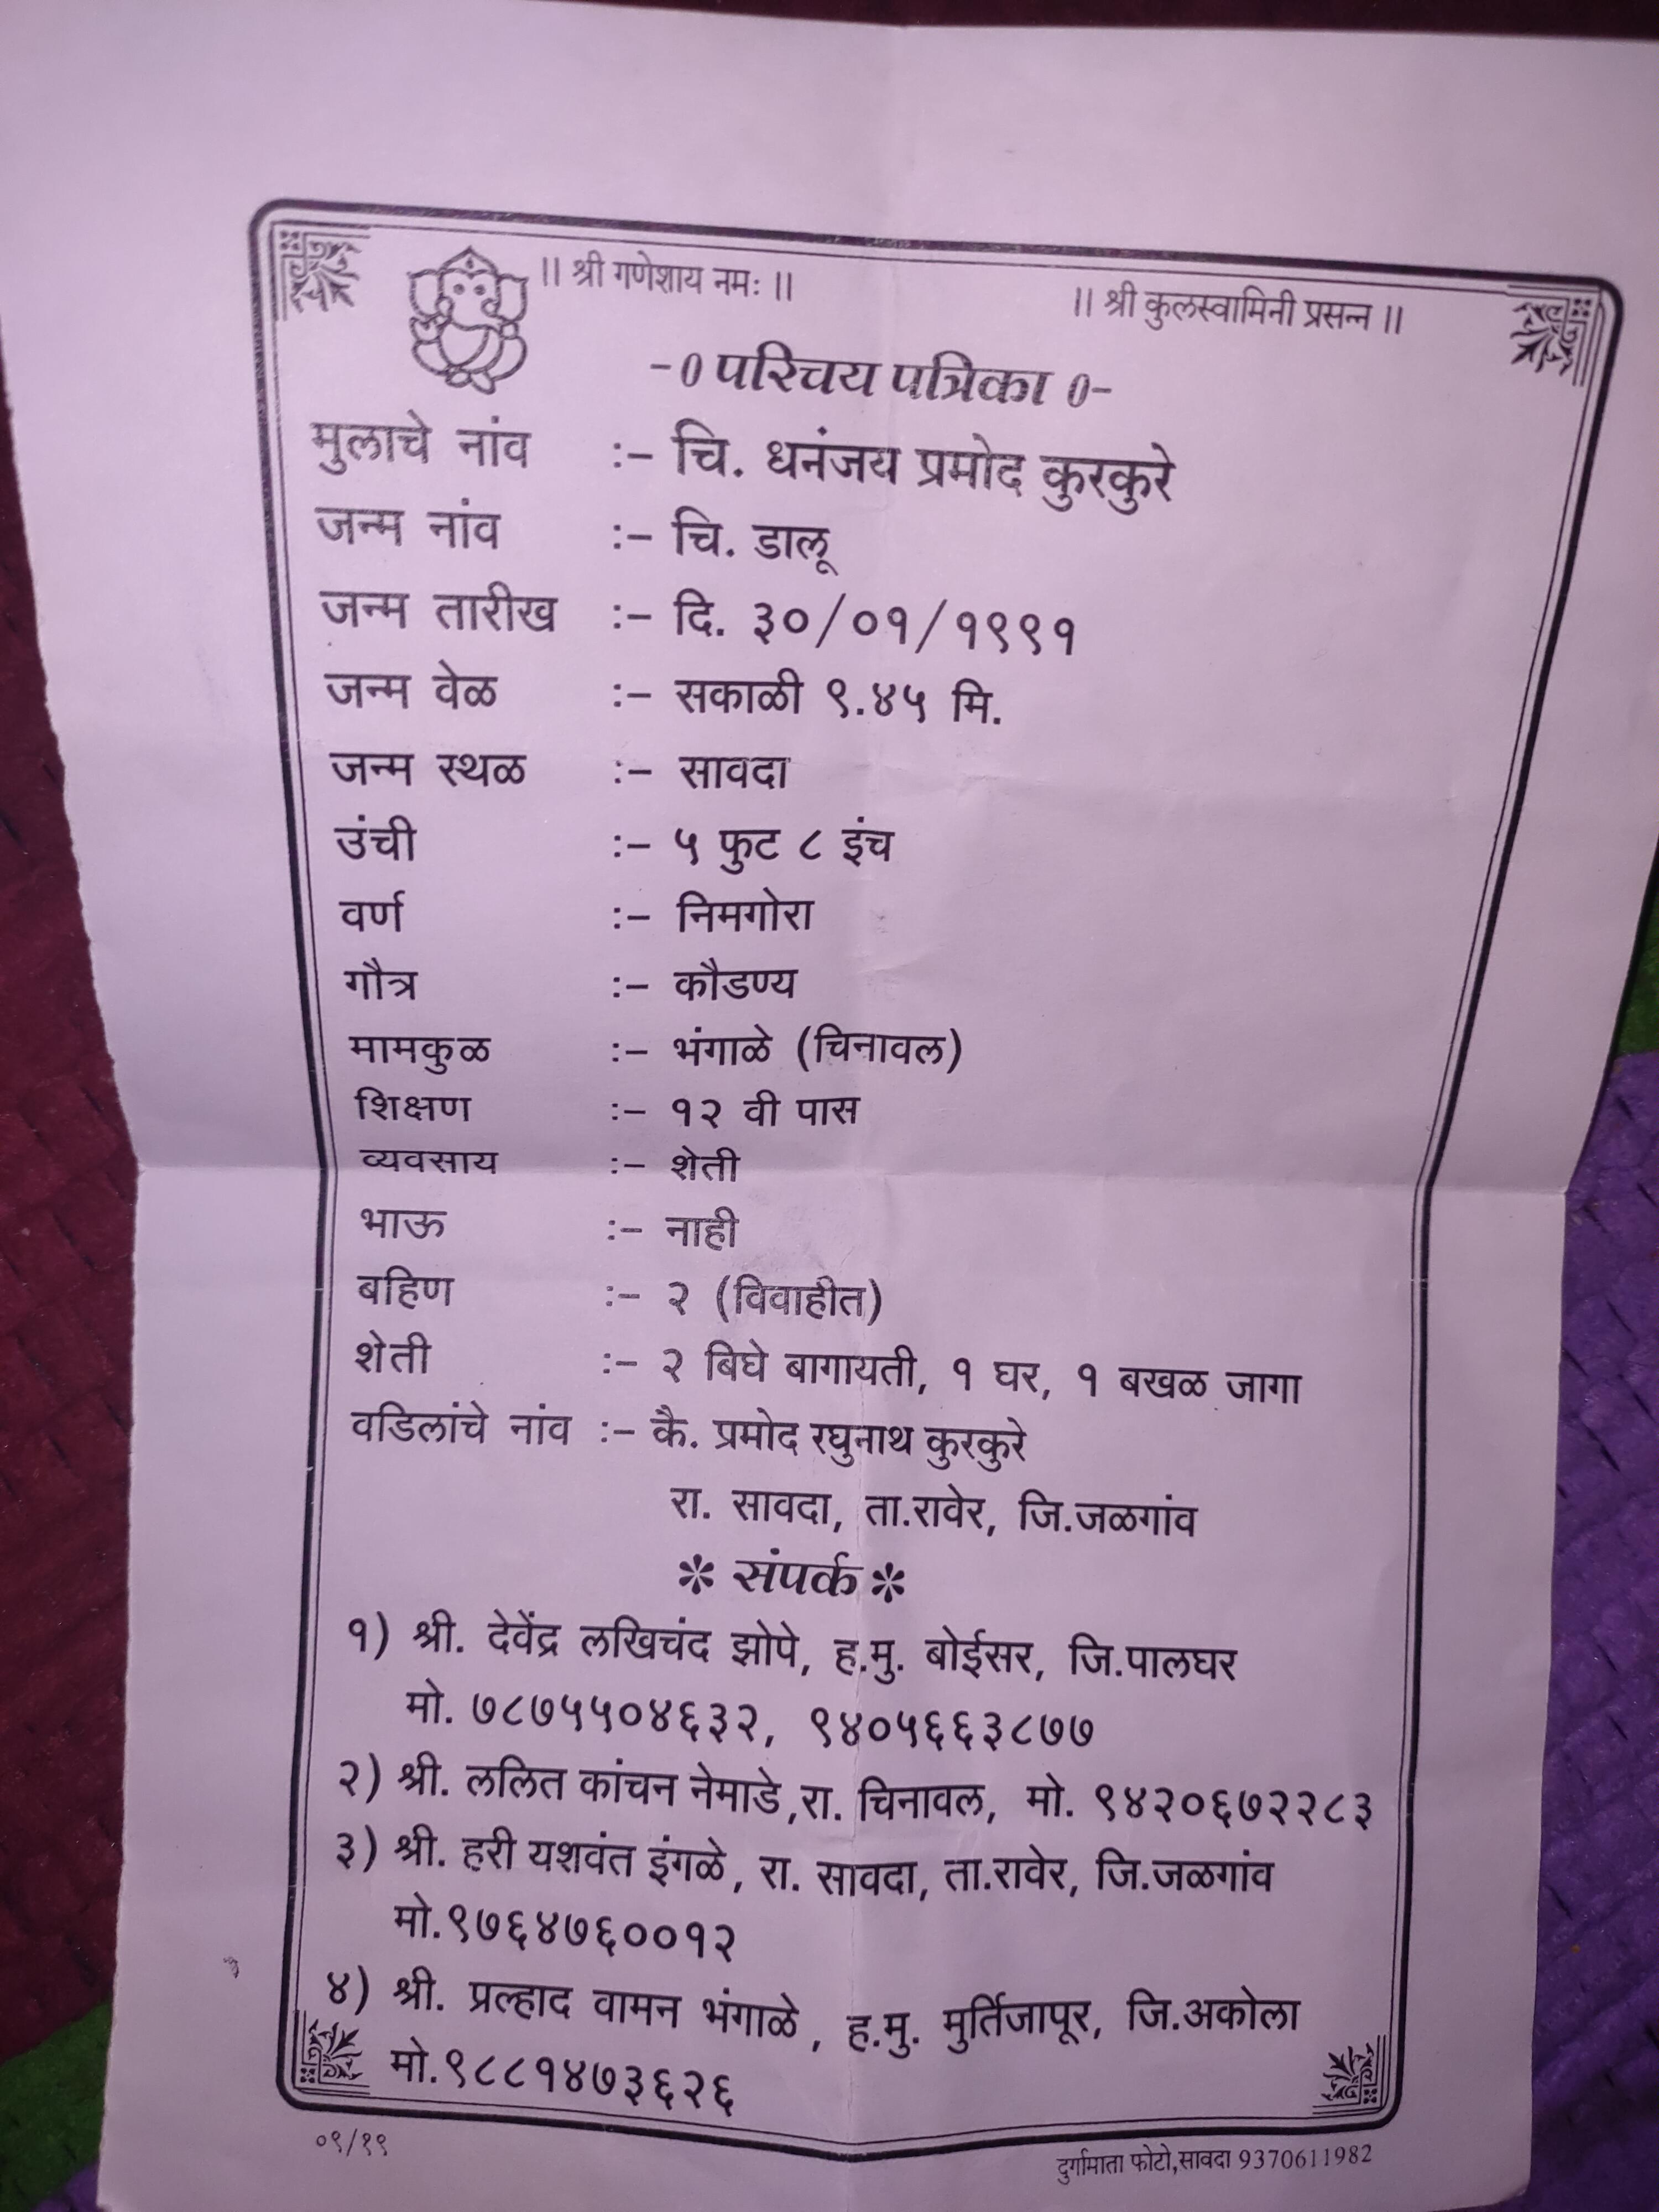 ॥ श्री गणेशाय नमः ॥
॥ श्री कुलस्वामिनी प्रसन्न ॥
-0 परिचय पत्रिका 0-
मुलाचे नांव :- चि. धनंजय प्रमोद कुरकुरे
जन्म नांव :- चि. डालू
जन्म तारीख :- दि. ३०/०१/१९९१
जन्म वेळ :- सकाळी ९.४५ मि.
जन्म स्थळ :- सावदा
उंची :- ५ फुट ८ इंच
वर्ण :- निमगोरा
गौत्र :- कौडण्य
मामकुळ :- भंगाळे (चिनावल)
शिक्षण :- १२ वी पास
व्यवसाय :- शेती
भाऊ :- नाही
बहिण :- २ (विवाहीत)
शेती :- २ बिघे बागायती, १ घर, १ बखळ जागा
वडिलांचे नांव :- कै. प्रमोद रघुनाथ कुरकुरे
रा. सावदा, ता.रावेर, जि.जळगांव
* संपर्क *
१) श्री. देवेंद्र लखिचंद झोपे, ह.मु. बोईसर, जि.पालघर
मो. ७८७५५०४६३२, ९४०५६६३८७७
२) श्री. ललित कांचन नेमाडे,रा. चिनावल, मो. ९४२०६७२२८३
३) श्री. हरी यशवंत इंगळे, रा. सावदा, ता.रावेर, जि.जळगांव
मो.९७६४७६००१२
४) श्री. प्रल्हाद वामन भंगाळे, ह.मु. मुर्तिजापूर, जि.अकोला
मो.९८८१४७३६२६
०९/१९
दुर्गामाता फोटो,सावदा 9370611982